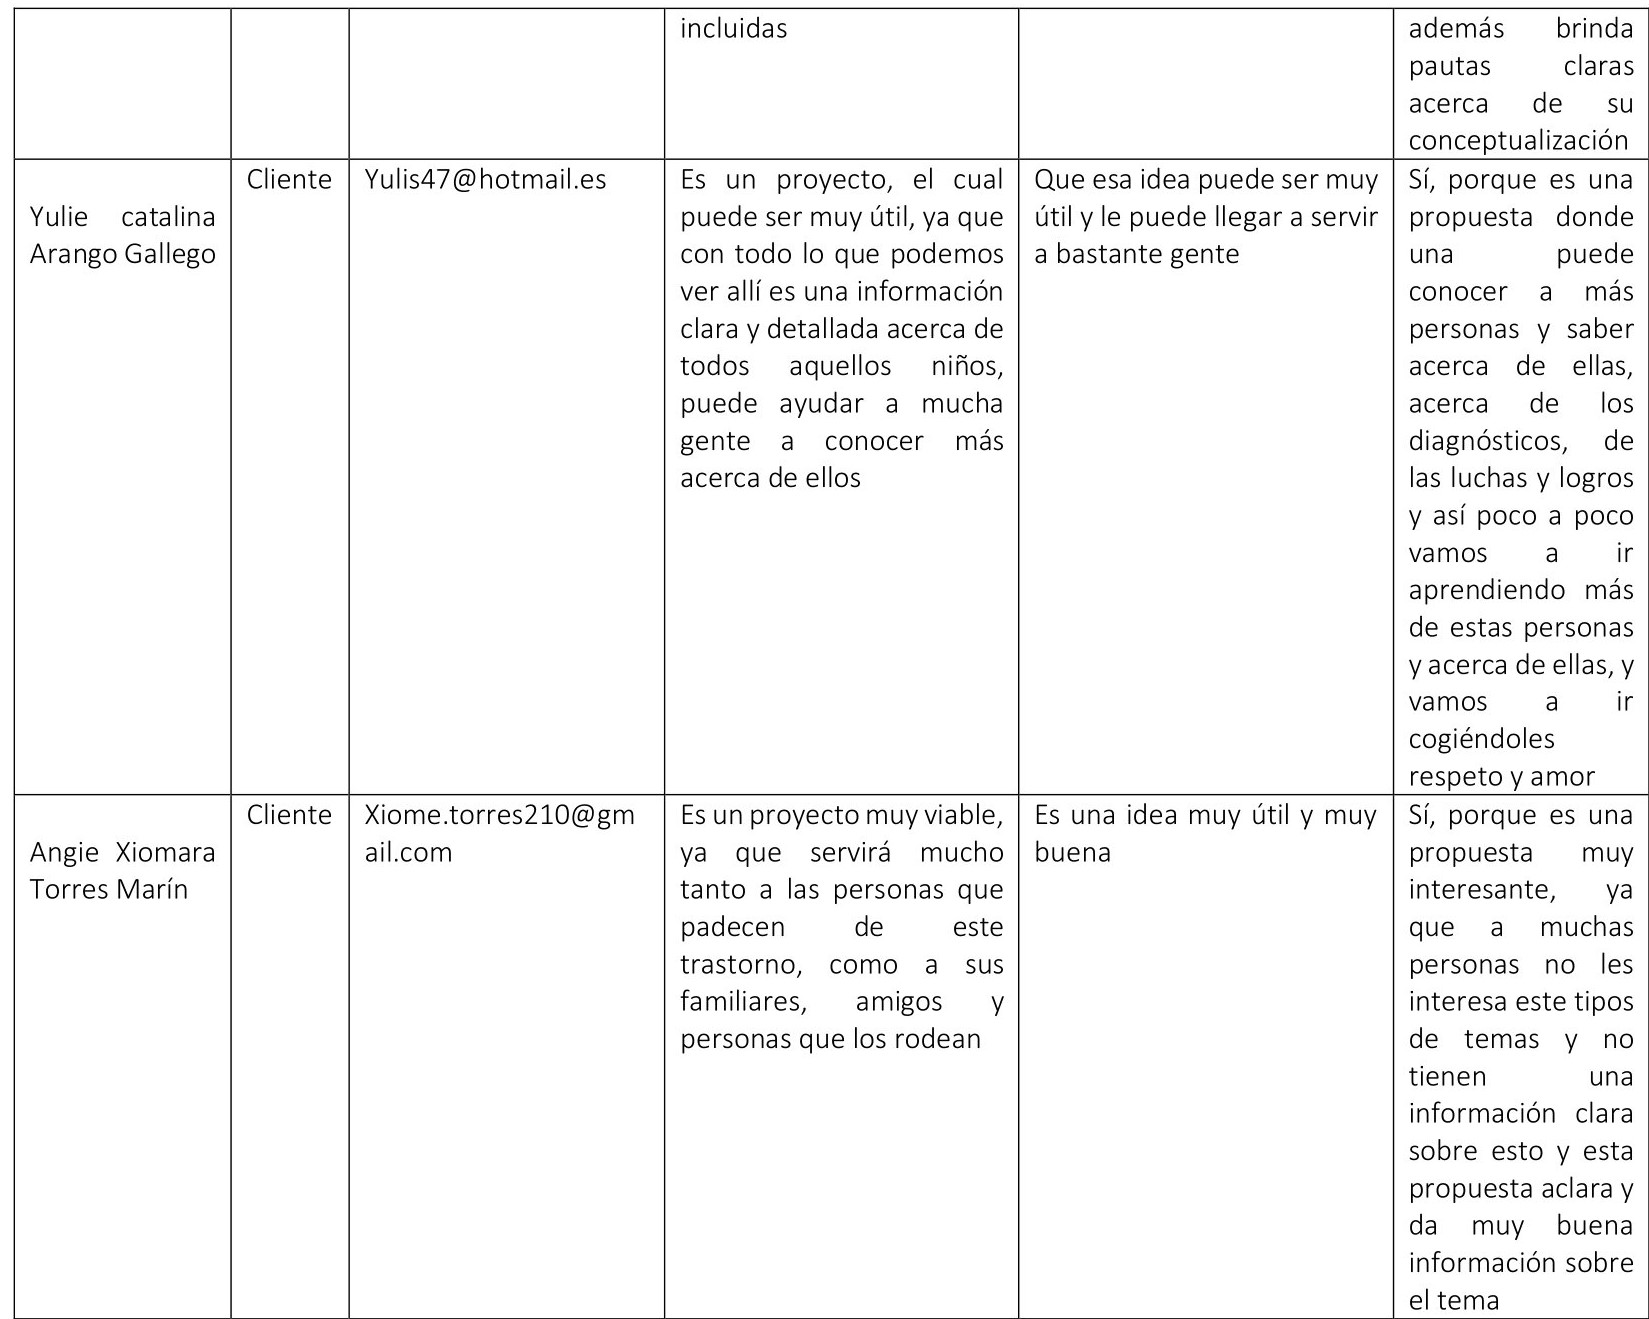 incluidas
además brinda
pautas claras
acerca de su
conceptualización
Yulie catalina
Arango Gallego
Cliente
Yulis47@hotmail.es
Es un proyecto, el cual
puede ser muy útil, ya que
con todo lo que podemos
ver allí es una información
clara y detallada acerca de
todos aquellos niños,
puede ayudar a mucha
gente a conocer más
acerca de ellos
Que esa idea puede ser muy
útil y le puede llegar a servir
a bastante gente
Sí, porque es una
propuesta donde
una puede
conocer a más
personas y saber
acerca de ellas,
acerca de los
diagnósticos, de
las luchas y logros
y así poco a poco
vamos a ir
aprendiendo más
de estas personas
y acerca de ellas, y
vamos a ir
cogiéndoles
respeto y amor
Angie Xiomara
Torres Marín
Cliente
Xiome.torres210@gm
ail.com
Es un proyecto muy viable,
ya que servirá mucho
tanto a las personas que
padecen de este
trastorno, como a sus
familiares, amigos y
personas que los rodean
Es una idea muy útil y muy
buena
Sí, porque es una
propuesta muy
interesante, ya
que a muchas
personas no les
interesa este tipos
de temas y no
tienen una
información clara
sobre esto y esta
propuesta aclara y
da muy buena
información sobre
el tema